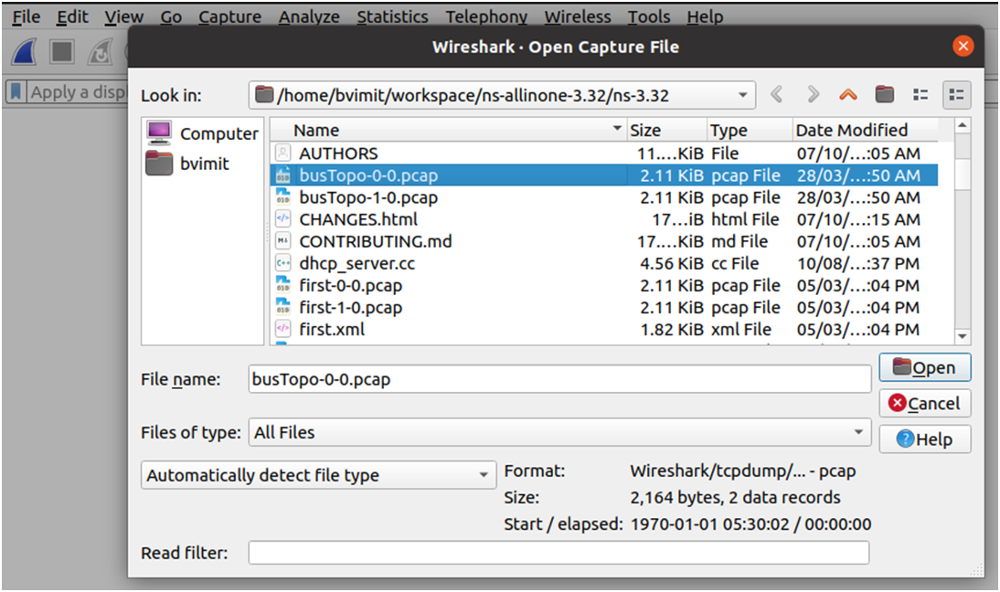 File Edit View Go Capture Analyze Statistics Telephony Wireless Tools Help
Wireshark · Open Capture File
Apply a disp
Look in: /home/bvimit/workspace/ns-allinone-3.32/ns-3.32
Computer
bvimit
Name Size Type Date Modified
AUTHORS 11....KiB File 07/10/...:05 AM
busTopo-0-0.pcap 2.11 KiB pcap File 28/03/...:50 AM
busTopo-1-0.pcap 2.11 KiB pcap File 28/03/...:50 AM
CHANGES.html 17...iB html File 07/10/...:15 AM
CONTRIBUTING.md 17....KiB md File 07/10/...:05 AM
dhcp_server.cc 4.56 KiB cc File 10/08/...:37 PM
first-0-0.pcap 2.11 KiB pcap File 05/03/...:04 PM
first-1-0.pcap 2.11 KiB pcap File 05/03/...:04 PM
first.xml 1.82 KiB xml File 05/03/...:04 PM
File name: busTopo-0-0.pcap
Open
Cancel
Files of type: All Files
Help
Automatically detect file type
Format: Wireshark/tcpdump/... - pcap
Size: 2,164 bytes, 2 data records
Start / elapsed: 1970-01-01 05:30:02 / 00:00:00
Read filter: